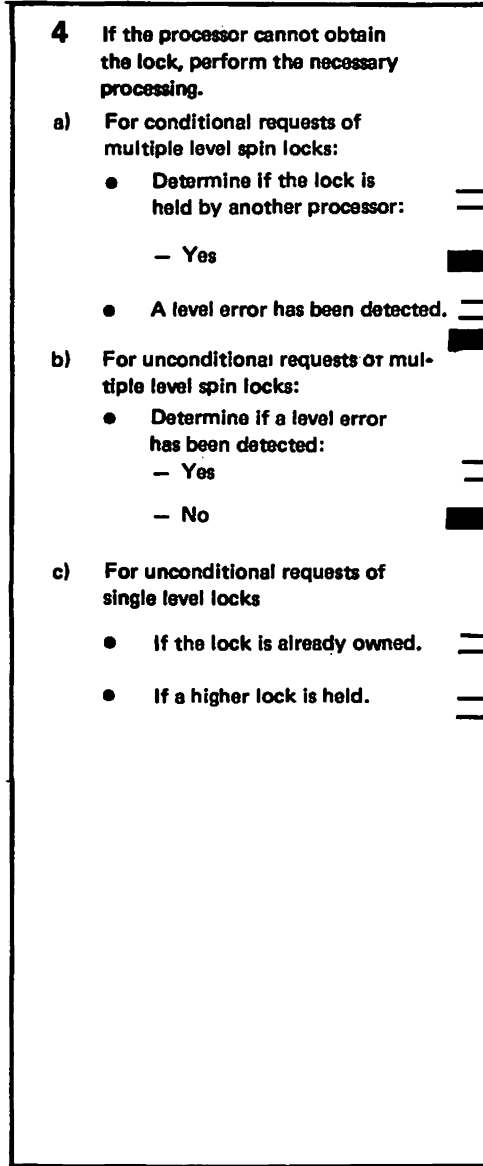 4 If the processor cannot obtain
the lock, perform the necessary
processing.
a) For conditional requests of
multiple level spin locks:
● Determine if the lock is
held by another processor:
— Yes
● A level error has been detected.
b) For unconditional requests or mul-
tiple level spin locks:
● Determine if a level error
has been detected:
— Yes
— No
c) For unconditional requests of
single level locks
● If the lock is already owned.
● If a higher lock is held.